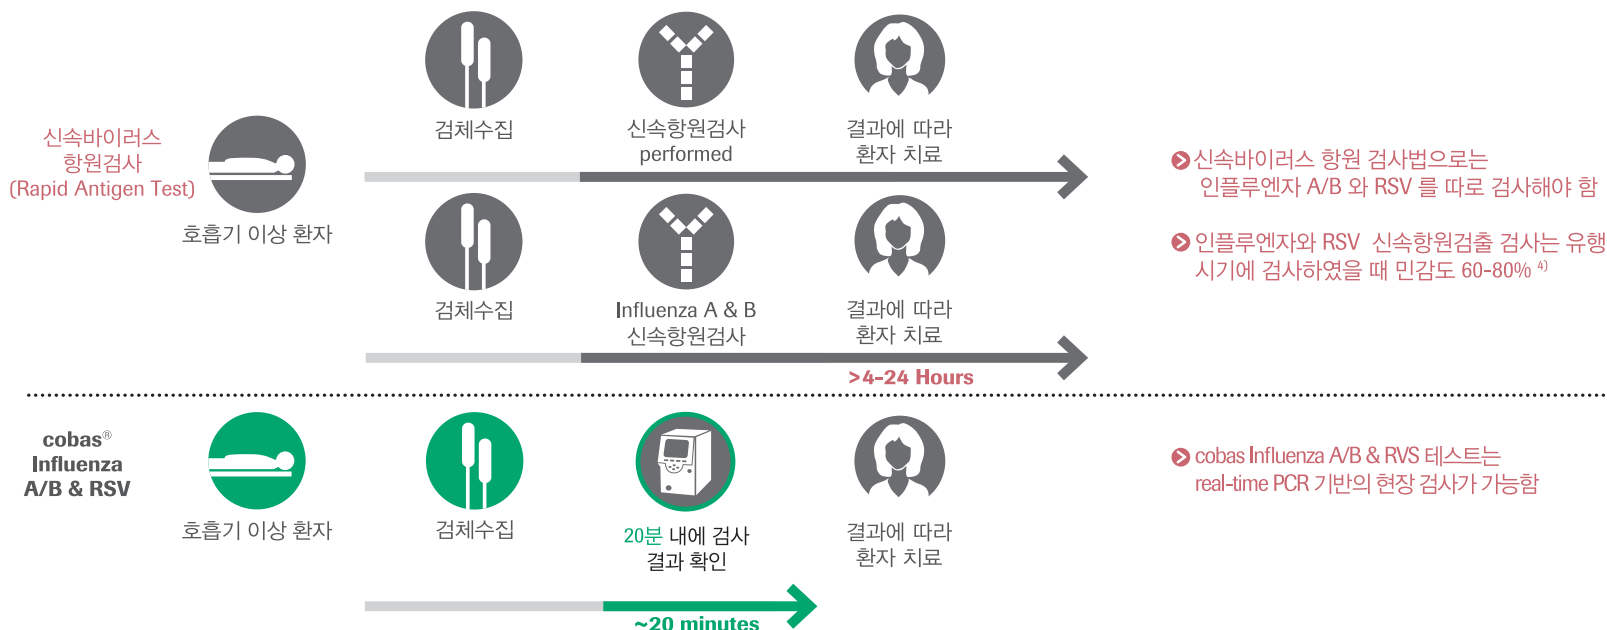 신속바이러스
항원검사
(Rapid Antigen Test)
호흡기 이상 환자
검체수집
신속항원검사
performed
결과에 따라
환자 치료
검체수집
Influenza A & B
신속항원검사
결과에 따라
환자 치료
>4-24 Hours
신속바이러스 항원 검사법으로는
인플루엔자 A/B 와 RSV 를 따로 검사해야 함
인플루엔자와 RSV 신속항원검출 검사는 유행
시기에 검사하였을 때 민감도 60-80% 4)
cobas®
Influenza
A/B & RSV
호흡기 이상 환자
검체수집
20분 내에 검사
결과 확인
결과에 따라
환자 치료
~20 minutes
cobas Influenza A/B & RVS 테스트는
real-time PCR 기반의 현장 검사가 가능함